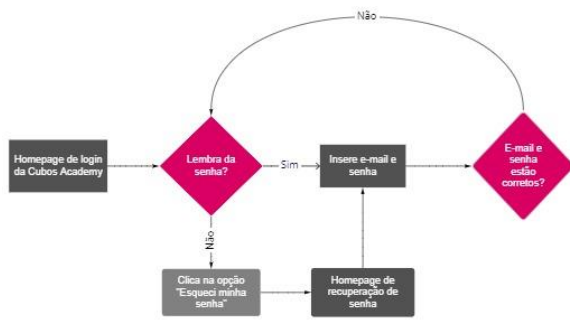 Não
Homepage de login
da Cubos Academy
Lembra da
senha?
Sim
Insere e-mail e
senha
E-mail e
senha
estão
corretos?
Não
Clica na opção
"Esqueci minha
senha"
Homepage de
recuperação de
senha